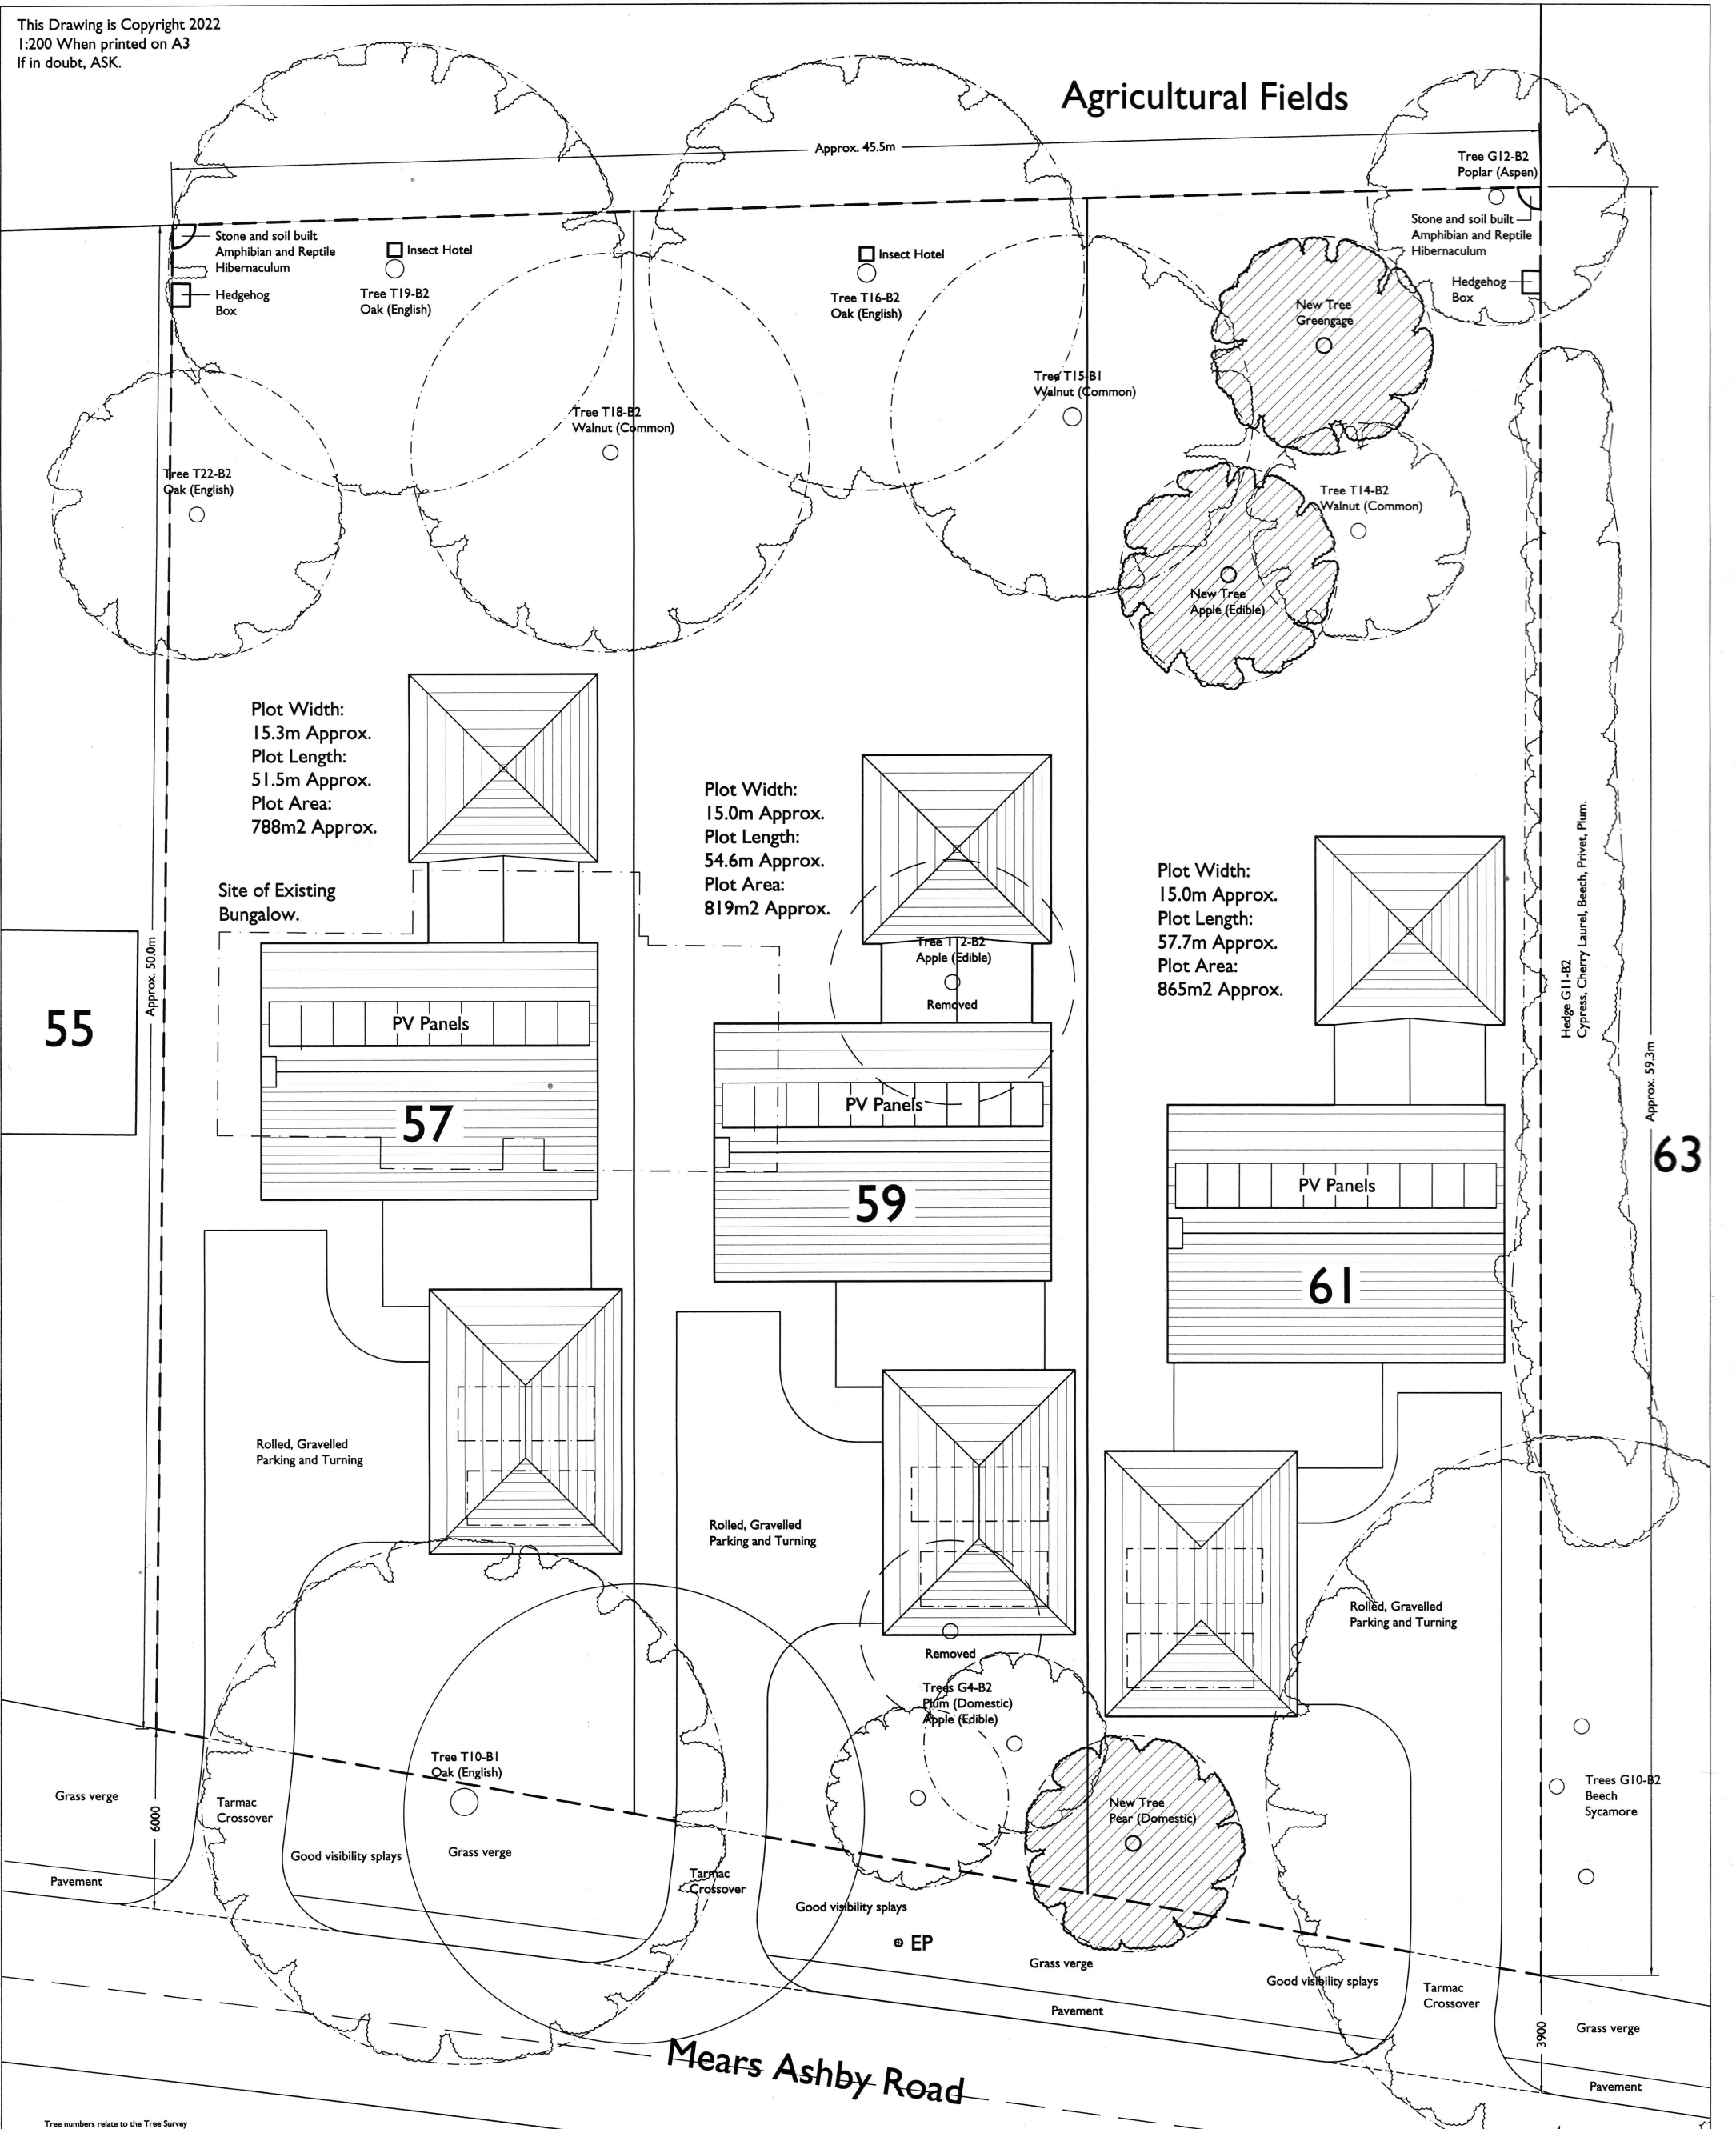 This Drawing is Copyright 2022
1:200 When printed on A3
If in doubt, ASK.
Agricultural Fields
Approx. 45.5m
Tree G12-B2
Poplar (Aspen)
Stone and soil built
Amphibian and Reptile
Hibernaculum
Hedgehog
Box
Insect Hotel
Tree T19-B2
Oak (English)
Insect Hotel
Tree T16-B2
Oak (English)
Stone and soil built
Amphibian and Reptile
Hibernaculum
Hedgehog
Box
New Tree
Greengage
Tree T15-B1
Walnut (Common)
Tree T18-B2
Walnut (Common)
Tree T22-B2
Oak (English)
Tree T14-B2
Walnut (Common)
New Tree
Apple (Edible)
Plot Width:
15.3m Approx.
Plot Length:
51.5m Approx.
Plot Area:
788m2 Approx.
Plot Width:
15.0m Approx.
Plot Length:
54.6m Approx.
Plot Area:
819m2 Approx.
Plot Width:
15.0m Approx.
Plot Length:
57.7m Approx.
Plot Area:
865m2 Approx.
Site of Existing
Bungalow.
Tree T12-B2
Apple (Edible)
Removed
Hedge G11-B2
Cypress, Cherry Laurel, Beech, Privet, Plum.
Approx. 50.0m
Approx. 59.3m
55
PV Panels
57
PV Panels
59
PV Panels
61
63
Rolled, Gravelled
Parking and Turning
Rolled, Gravelled
Parking and Turning
Rolled, Gravelled
Parking and Turning
Removed
Trees G4-B2
Plum (Domestic)
Apple (Edible)
Tree T10-B1
Oak (English)
New Tree
Pear (Domestic)
Trees G10-B2
Beech
Sycamore
Grass verge
6000
Tarmac
Crossover
Good visibility splays
Grass verge
Pavement
Tarmac
Crossover
Good visibility splays
EP
Grass verge
Good visibility splays
Tarmac
Crossover
Pavement
3900
Grass verge
Pavement
Mears Ashby Road
Tree numbers relate to the Tree Survey